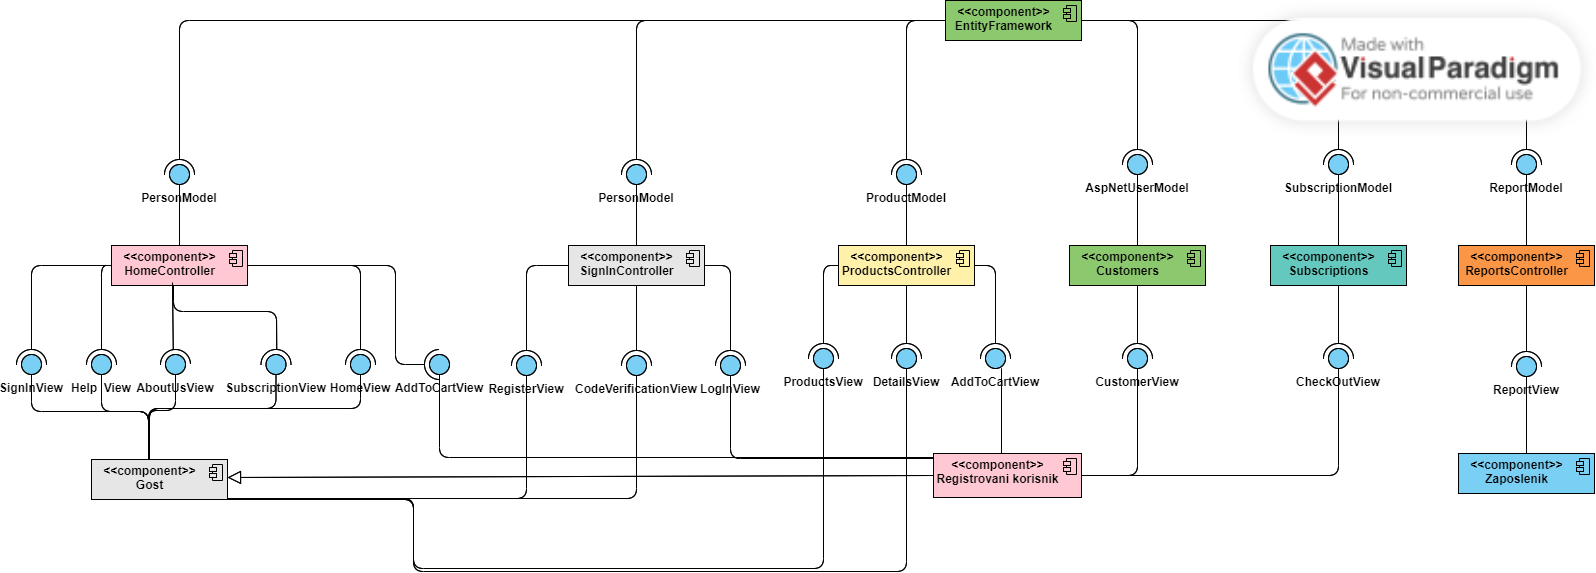 <<component>>
EntityFramework
Made with
VisualParadigm
For non-commercial use
PersonModel
PersonModel
ProductModel
AspNetUserModel
SubscriptionModel
ReportModel
<<component>>
HomeController
<<component>>
SignInController
<<component>>
ProductsController
<<component>>
Customers
<<component>>
Subscriptions
<<component>>
ReportsController
SignInView
Help View
AboutUsView
SubscriptionView
HomeView
AddToCartView
RegisterView
CodeVerificationView
LogInView
ProductsView
DetailsView
AddToCartView
CustomerView
CheckOutView
ReportView
<<component>>
Gost
<<component>>
Registrovani korisnik
<<component>>
Zaposlenik